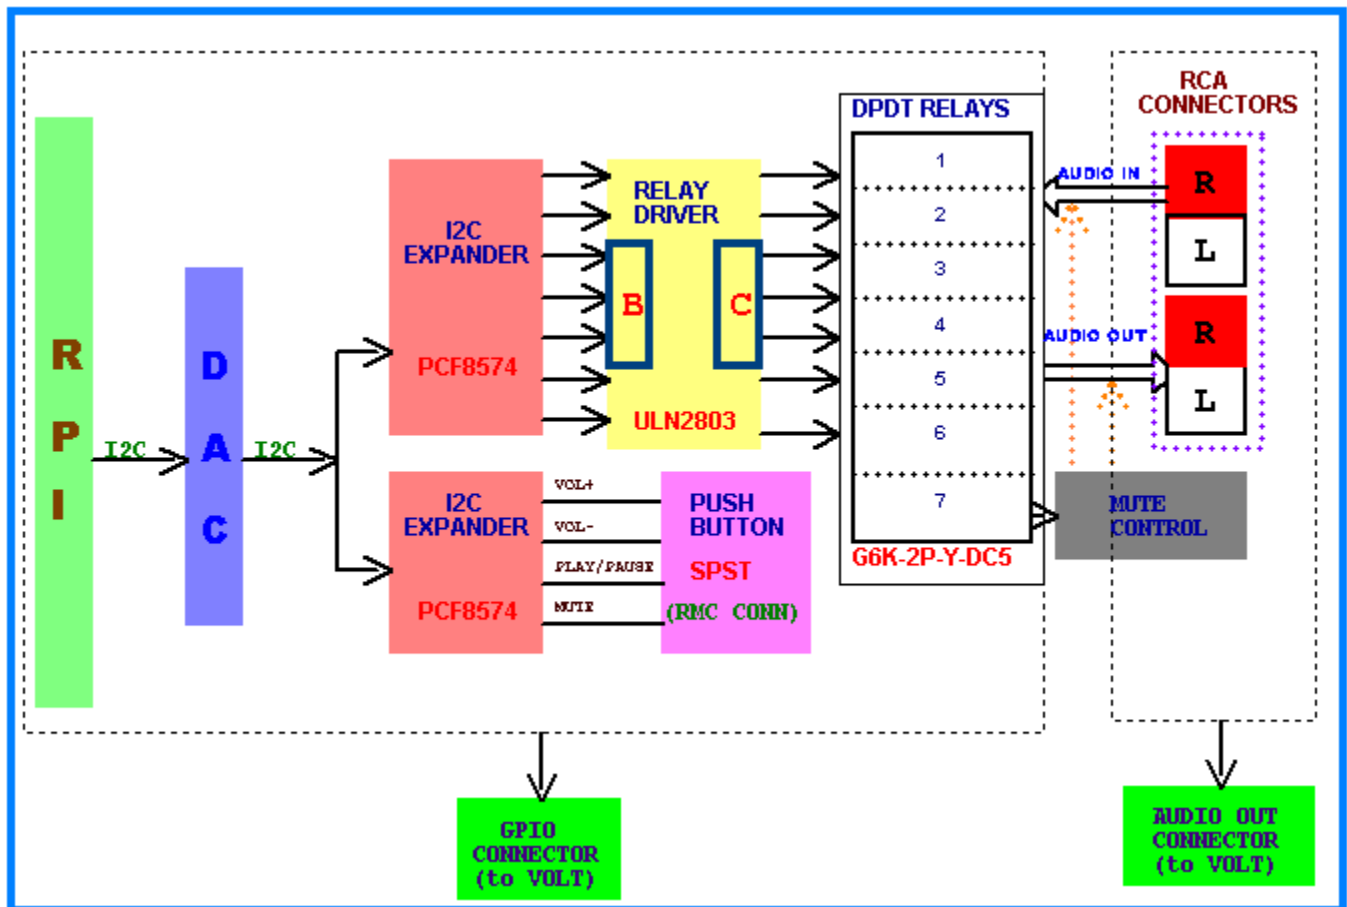 RCA
CONNECTORS
DPDT RELAYS
1
2
3
4
5
6
7
G6K-2P-Y-DC5
AUDIO IN
R
L
AUDIO OUT
R
L
RELAY
DRIVER
B
C
ULN2803
I2C
EXPANDER
PCF8574
RPI
I2C
DAC
I2C
I2C
EXPANDER
PCF8574
VOL+
VOL-
PLAY/PAUSE
MUTE
PUSH
BUTTON
SPST
(RMC CONN)
MUTE
CONTROL
GPIO
CONNECTOR
(to VOLT)
AUDIO OUT
CONNECTOR
(to VOLT)